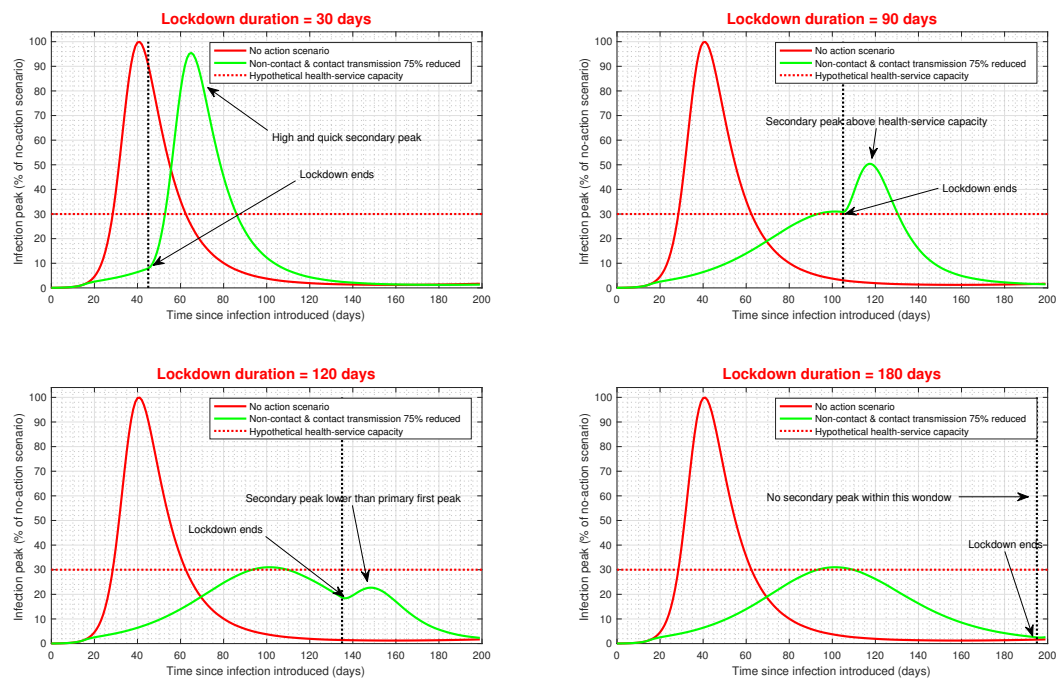 Lockdown duration = 30 days
Infection peak (% of no-action scenario)
100
90
80
70
60
50
40
30
20
10
0
No action scenario
Non-contact & contact transmission 75% reduced
Hypothetical health-service capacity
High and quick secondary peak
Lockdown ends
0 20 40 60 80 100 120 140 160 180 200
Time since infection introduced (days)
Lockdown duration = 90 days
Infection peak (% of no-action scenario)
100
90
80
70
60
50
40
30
20
10
0
No action scenario
Non-contact & contact transmission 75% reduced
Hypothetical health-service capacity
Secondary peak above health-service capacity
Lockdown ends
0 20 40 60 80 100 120 140 160 180 200
Time since infection introduced (days)
Lockdown duration = 120 days
Infection peak (% of no-action scenario)
100
90
80
70
60
50
40
30
20
10
0
No action scenario
Non-contact & contact transmission 75% reduced
Hypothetical health-service capacity
Secondary peak lower than primary first peak
Lockdown ends
0 20 40 60 80 100 120 140 160 180 200
Time since infection introduced (days)
Lockdown duration = 180 days
Infection peak (% of no-action scenario)
100
90
80
70
60
50
40
30
20
10
0
No action scenario
Non-contact & contact transmission 75% reduced
Hypothetical health-service capacity
No secondary peak within this wondow
Lockdown ends
0 20 40 60 80 100 120 140 160 180 200
Time since infection introduced (days)